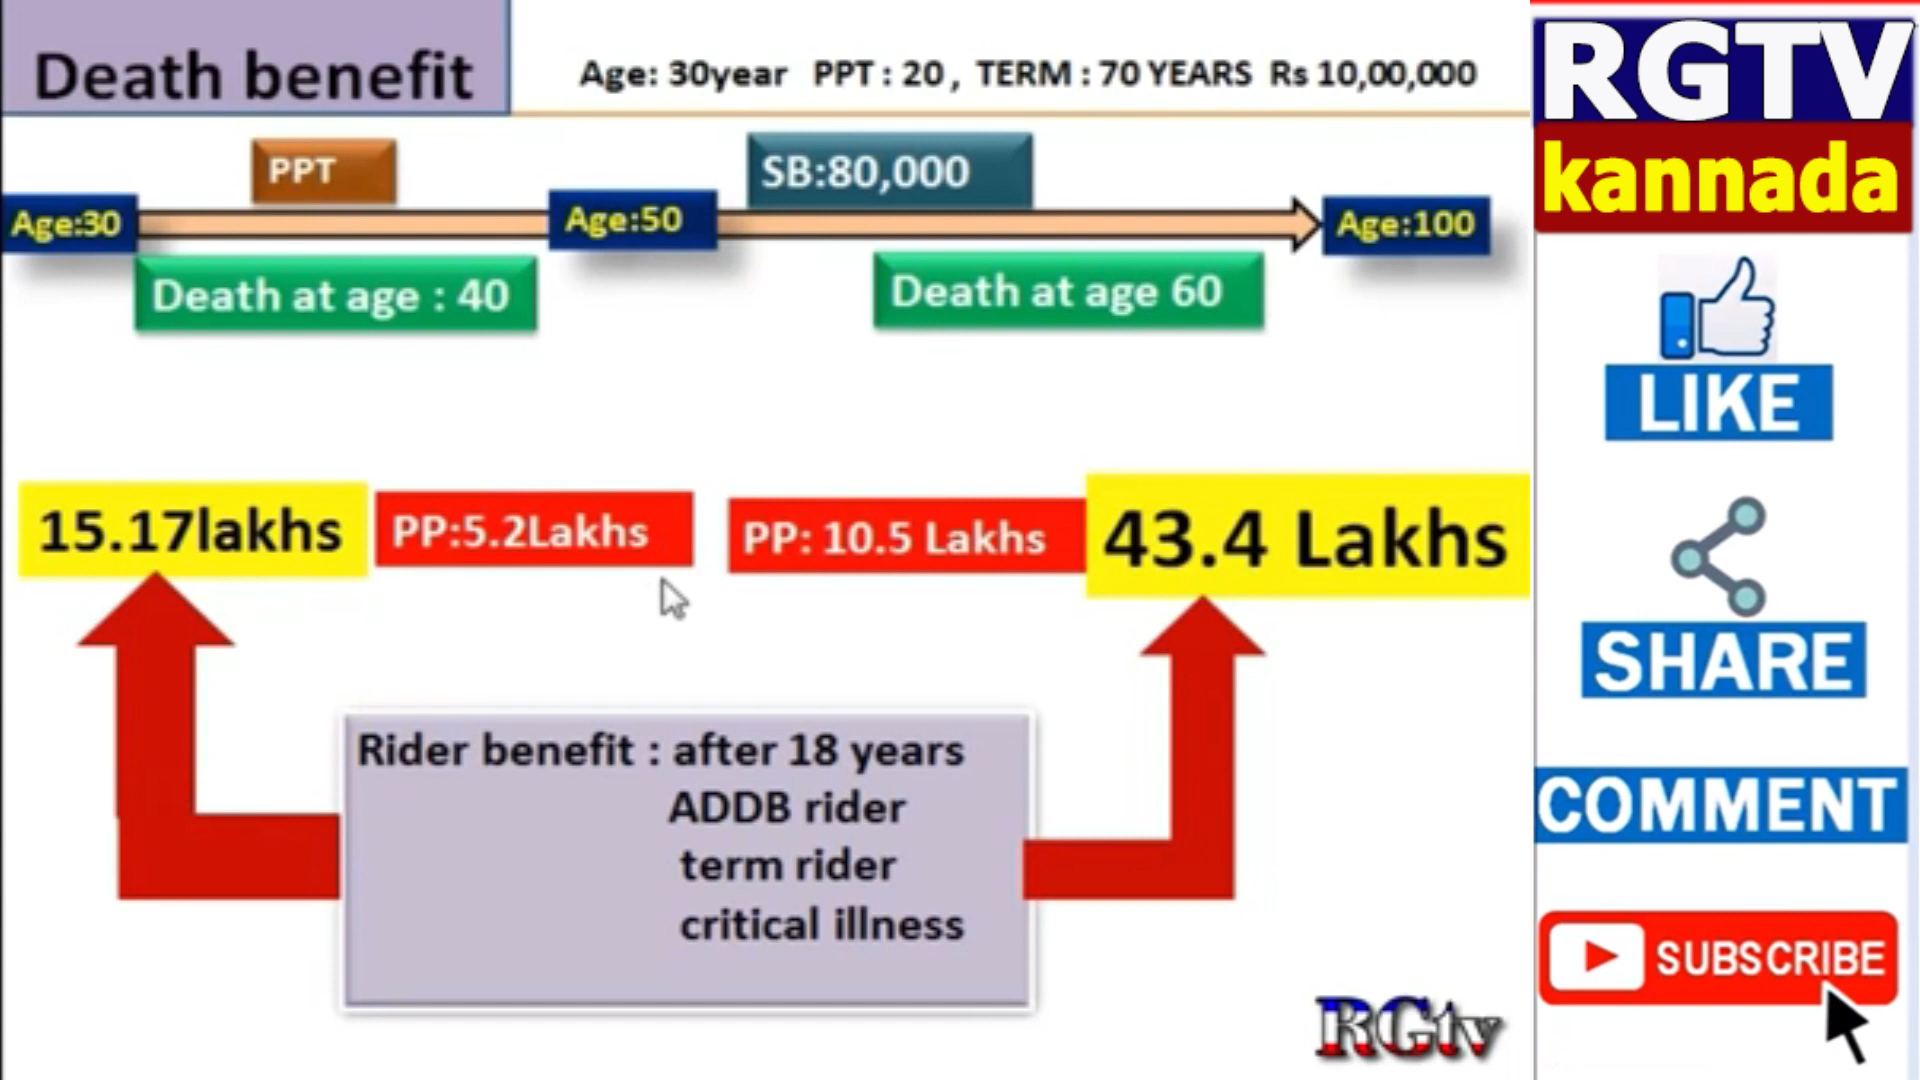 Death benefit
Age: 30year PPT : 20 , TERM : 70 YEARS Rs 10,00,000
PPT
SB:80,000
Age:30
Age:50
Age:100
Death at age : 40
Death at age 60
15.17lakhs
PP:5.2Lakhs
PP: 10.5 Lakhs
43.4 Lakhs
Rider benefit : after 18 years
ADDB rider
term rider
critical illness
RGtv
RGTV
kannada
LIKE
SHARE
COMMENT
SUBSCRIBE